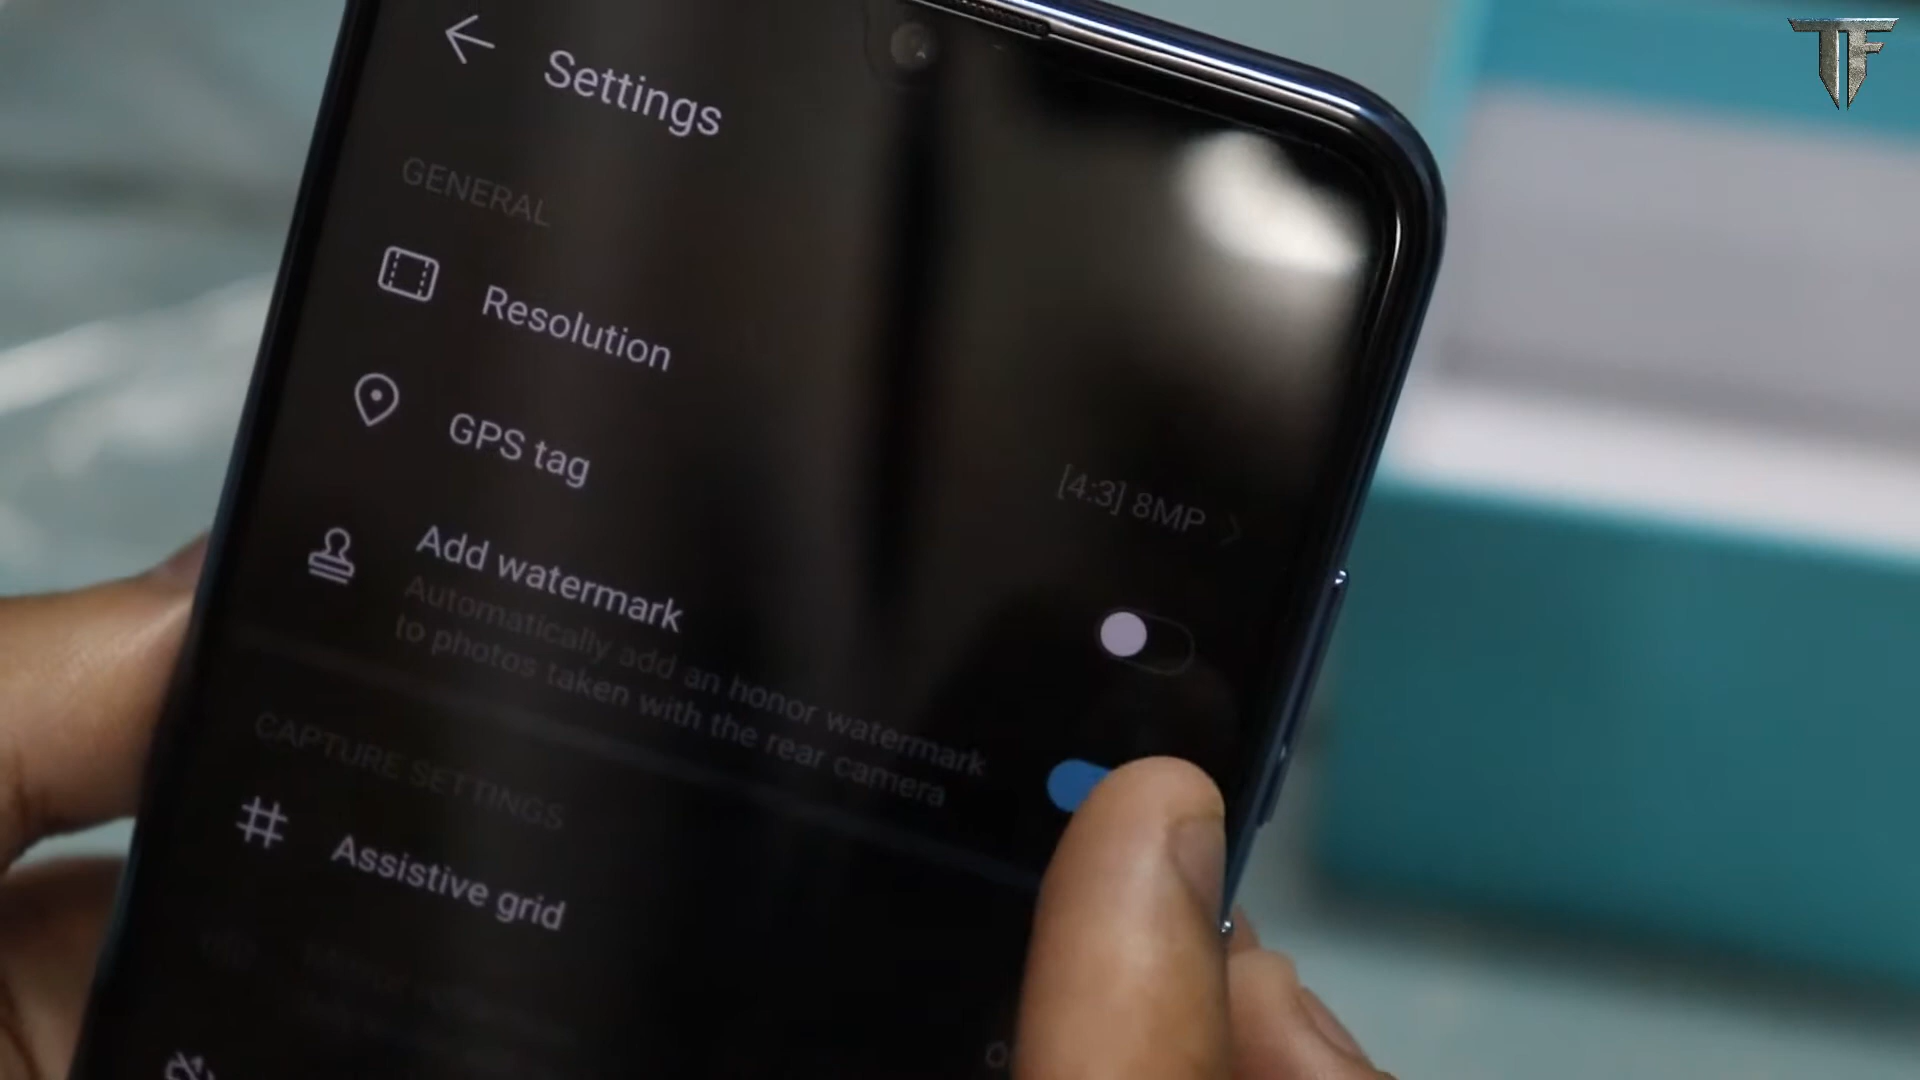 TF
Settings
GENERAL
Resolution
[4:3] 8MP
GPS tag
Add watermark
Automatically add an honor watermark
to photos taken with the rear camera
CAPTURE SETTINGS
Assistive grid